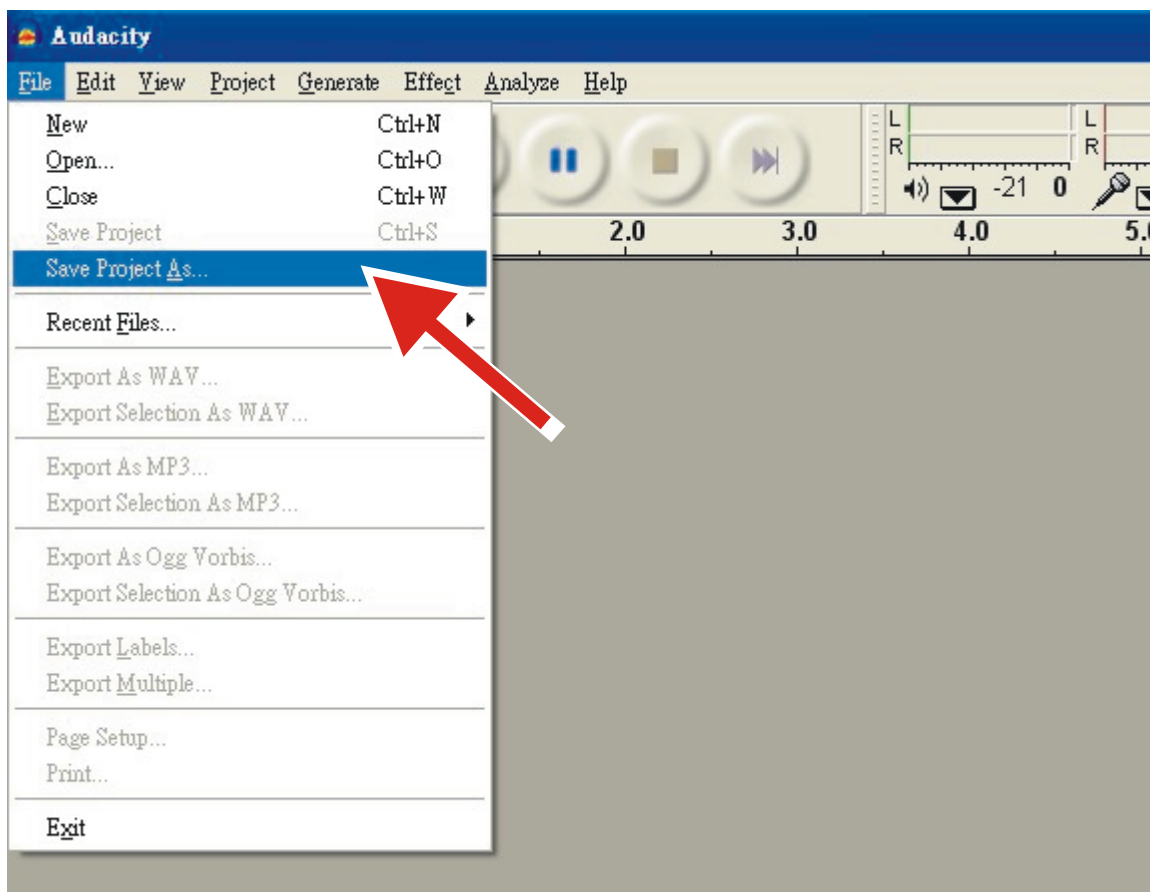 Audacity
File Edit View Project Generate Effect Analyze Help
New Ctrl+N
Open... Ctrl+O
Close Ctrl+W
Save Project Ctrl+S
Save Project As...
Recent Files...
Export As WAV...
Export Selection As WAV...
Export As MP3...
Export Selection As MP3...
Export As Ogg Vorbis...
Export Selection As Ogg Vorbis...
Export Labels...
Export Multiple...
Page Setup...
Print...
Exit
L L
R R
-21 0
2.0 3.0 4.0 5.